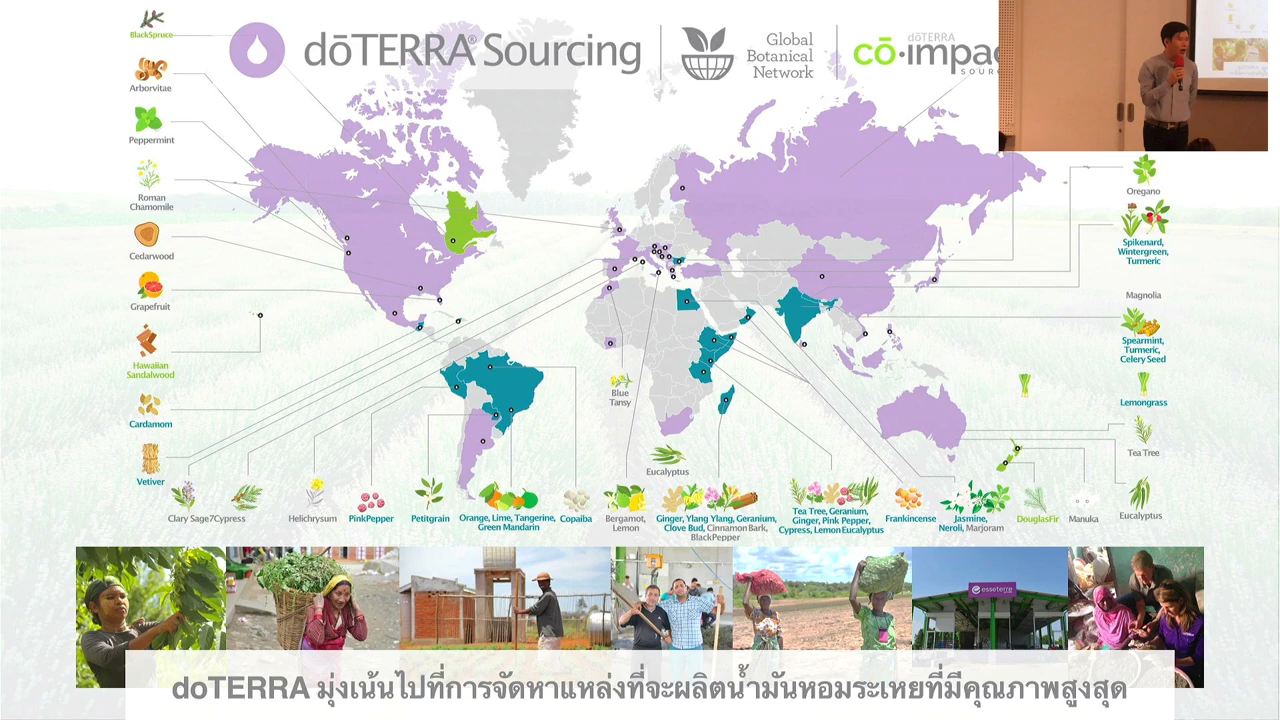 BlackSpruce
Arborvitae
Peppermint
Roman
Chamomile
Cedarwood
Grapefruit
Hawaiian
Sandalwood
Cardamom
Vetiver
dōTERRA® Sourcing
Global
Botanical
Network
dōTERRA
cō·impac
SOUR
Oregano
Spikenard,
Wintergreen,
Turmeric
Magnolia
Spearmint,
Turmeric,
Celery Seed
Lemongrass
Tea Tree
Eucalyptus
Blue
Tansy
Eucalyptus
Clary Sage7Cypress
Helichrysum
PinkPepper
Petitgrain
Orange, Lime, Tangerine,
Green Mandarin
Copaiba
Bergamot,
Lemon
Ginger, Ylang Ylang, Geranium,
Clove Bud, Cinnamon Bark,
BlackPepper
Tea Tree, Geranium,
Ginger, Pink Pepper,
Cypress, Lemon Eucalyptus
Frankincense
Jasmine,
Neroli, Marjoram
DouglasFir
Manuka
esseterre
doTERRA มุ่งเน้นไปที่การจัดหาแหล่งที่จะผลิตน้ำมันหอมระเหยที่มีคุณภาพสูงสุด